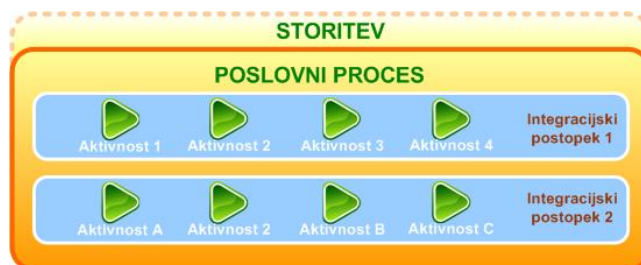 STORITEV
POSLOVNI PROCES
Aktivnost 1 Aktivnost 2 Aktivnost 3 Aktivnost 4
Integracijski
postopek 1
Aktivnost A Aktivnost 2 Aktivnost B Aktivnost C
Integracijski
postopek 2